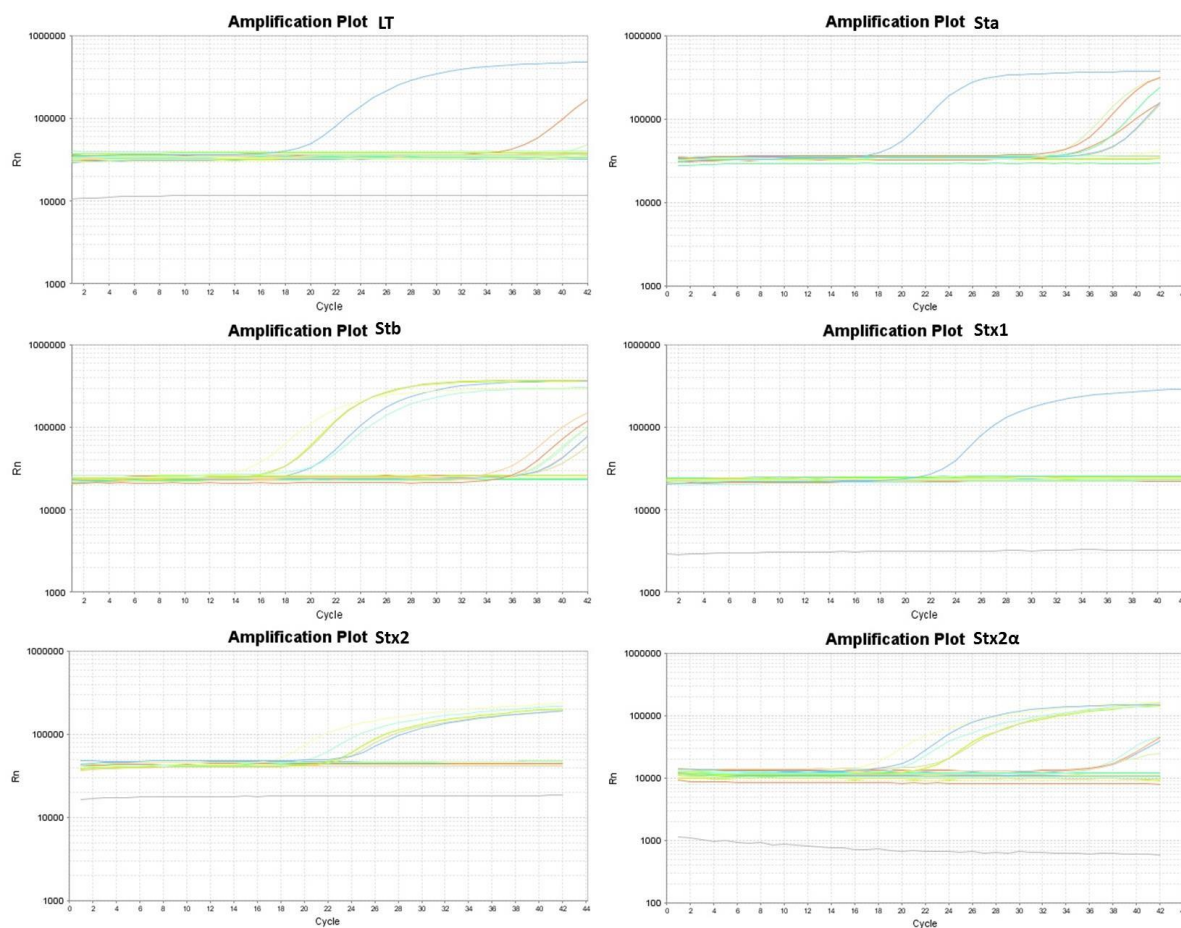 Amplification Plot LT
1000000
100000
10000
1000
Rn
2 4 6 8 10 12 14 16 18 20 22 24 26 28 30 32 34 36 38 40 42
Cycle
Amplification Plot Sta
1000000
100000
10000
1000
Rn
0 2 4 6 8 10 12 14 16 18 20 22 24 26 28 30 32 34 36 38 40 42
Cycle
Amplification Plot Stb
1000000
100000
10000
1000
Rn
2 4 6 8 10 12 14 16 18 20 22 24 26 28 30 32 34 36 38 40 42
Cycle
Amplification Plot Stx1
1000000
100000
10000
1000
Rn
2 4 6 8 10 12 14 16 18 20 22 24 26 28 30 32 34 36 38 40
Cycle
Amplification Plot Stx2
1000000
100000
10000
1000
Rn
0 2 4 6 8 10 12 14 16 18 20 22 24 26 28 30 32 34 36 38 40 42 44
Cycle
Amplification Plot Stx2α
1000000
100000
10000
1000
100
Rn
0 2 4 6 8 10 12 14 16 18 20 22 24 26 28 30 32 34 36 38 40 42
Cycle